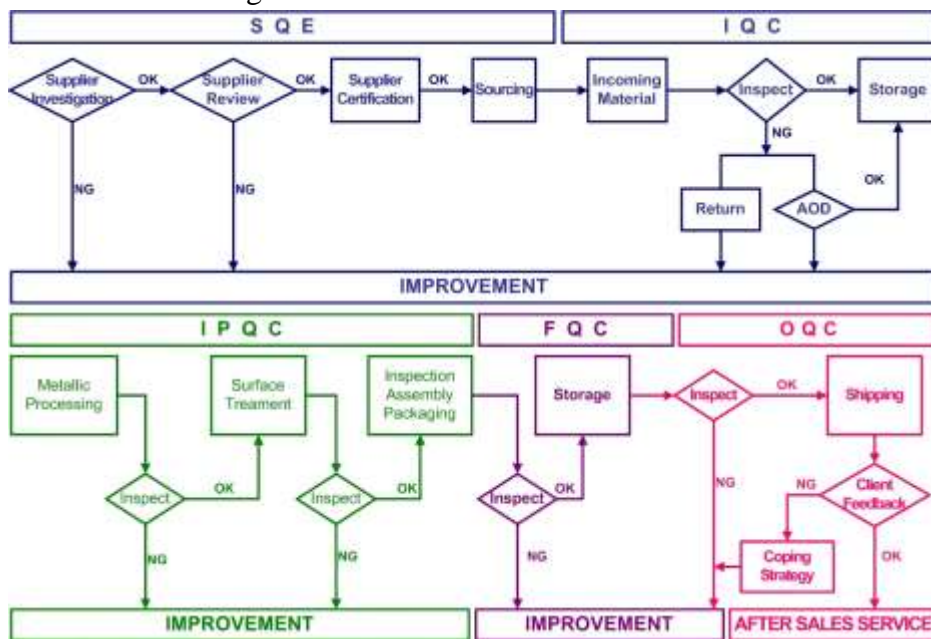 S Q E
I Q C
Supplier
Investigation
OK
Supplier
Review
OK
Supplier
Certification
OK
Sourcing
Incoming
Material
Inspect
OK
Storage
NG
NG
NG
OK
Return
AOD
IMPROVEMENT
I P Q C
F Q C
O Q C
Metallic
Processing
Surface
Treament
Inspection
Assembly
Packaging
Storage
Inspect
OK
Shipping
Inspect
OK
Inspect
OK
Inspect
OK
NG
NG
Client
Feedback
NG
NG
NG
Coping
Strategy
OK
IMPROVEMENT
IMPROVEMENT
AFTER SALES SERVICE